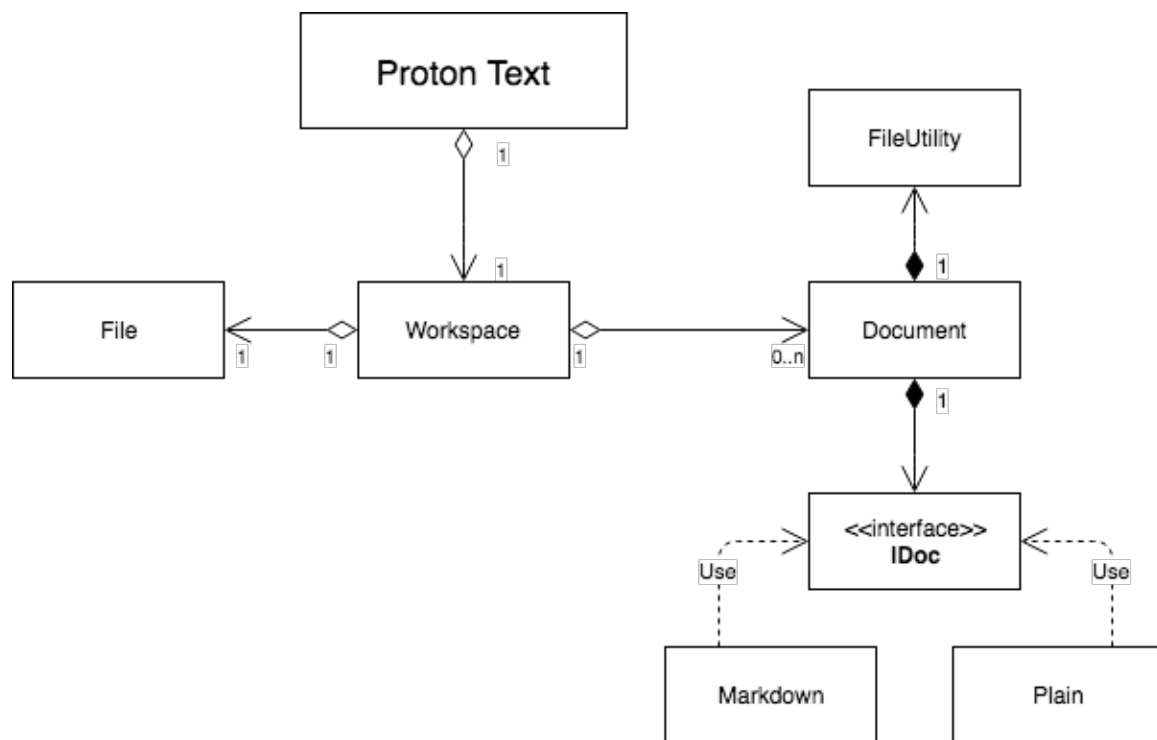 Proton Text
1
FileUtility
1
1
File
Workspace
Document
1
1
1
0..n
1
<<interface>>
IDoc
Use
Use
Markdown
Plain